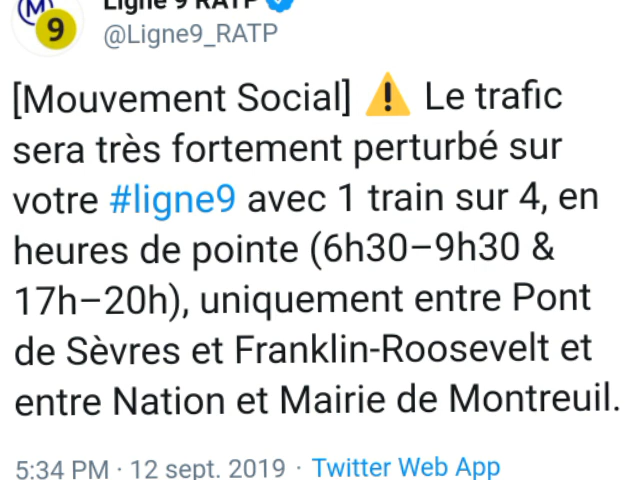 Ligne 9 RATP
M
9
@Ligne9_RATP
[Mouvement Social] ⚠ Le trafic
sera très fortement perturbé sur
votre #ligne9 avec 1 train sur 4, en
heures de pointe (6h30–9h30 &
17h–20h), uniquement entre Pont
de Sèvres et Franklin-Roosevelt et
entre Nation et Mairie de Montreuil.
5:34 PM · 12 sept. 2019 · Twitter Web App